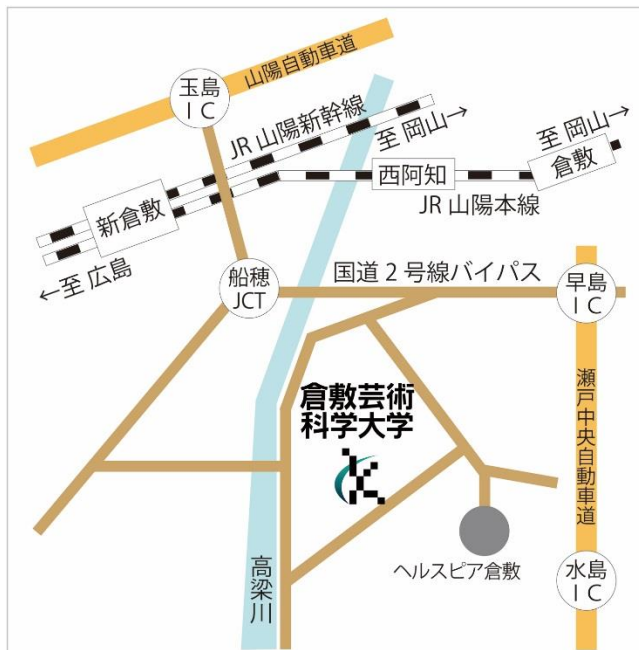 山陽自動車道
玉島
IC
JR 山陽新幹線
至 岡山→
至 岡山→
倉敷
西阿知
JR 山陽本線
新倉敷
←至 広島
船穂
JCT
国道 2 号線バイパス
早島
IC
倉敷芸術
科学大学
瀬戸中央自動車道
ヘルスピア倉敷
高梁川
水島
IC